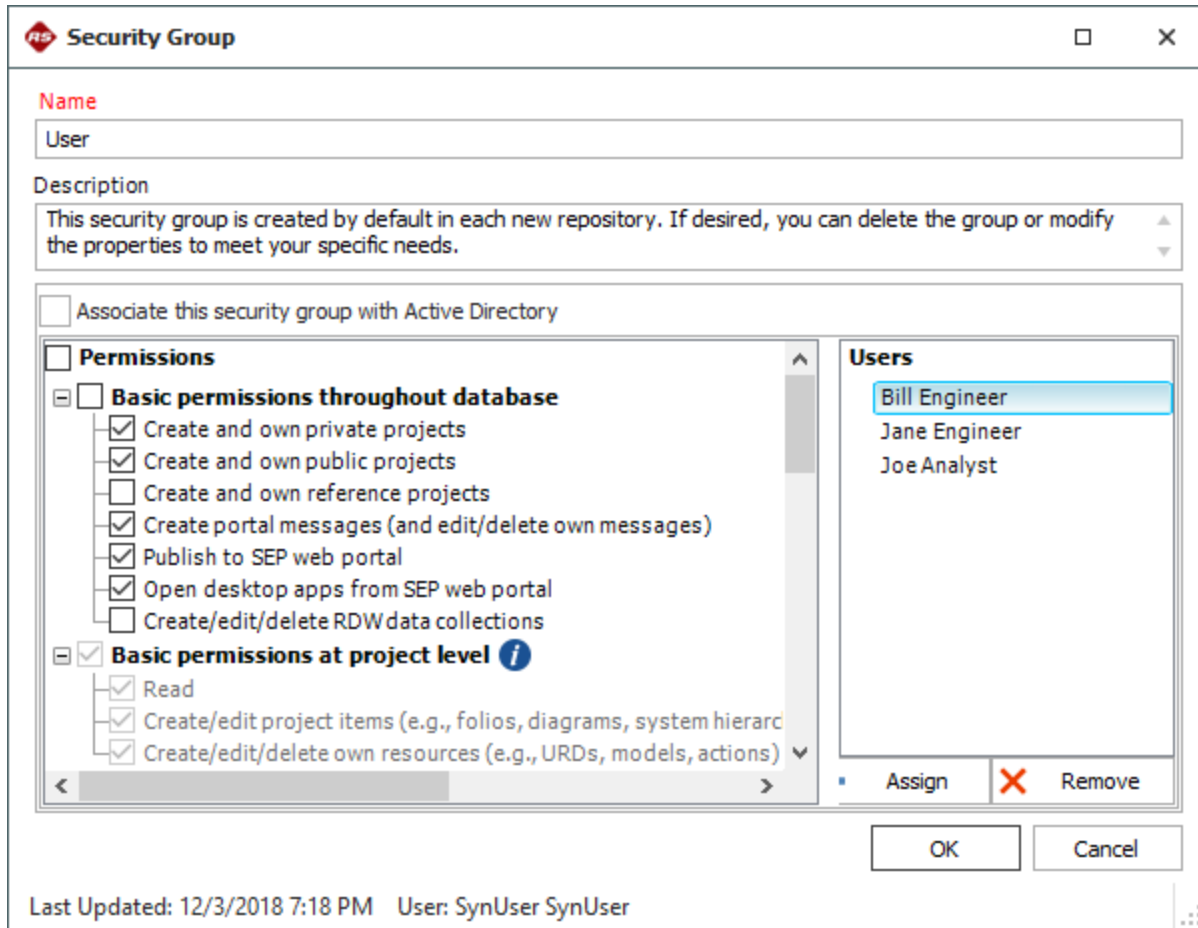 RS Security Group
Name
User
Description
This security group is created by default in each new repository. If desired, you can delete the group or modify
the properties to meet your specific needs.
Associate this security group with Active Directory
Permissions
Basic permissions throughout database
Create and own private projects
Create and own public projects
Create and own reference projects
Create portal messages (and edit/delete own messages)
Publish to SEP web portal
Open desktop apps from SEP web portal
Create/edit/delete RDW data collections
Basic permissions at project level i
Read
Create/edit project items (e.g., folios, diagrams, system hierarc
Create/edit/delete own resources (e.g., URDs, models, actions)
Users
Bill Engineer
Jane Engineer
Joe Analyst
Assign Remove
OK Cancel
Last Updated: 12/3/2018 7:18 PM User: SynUser SynUser